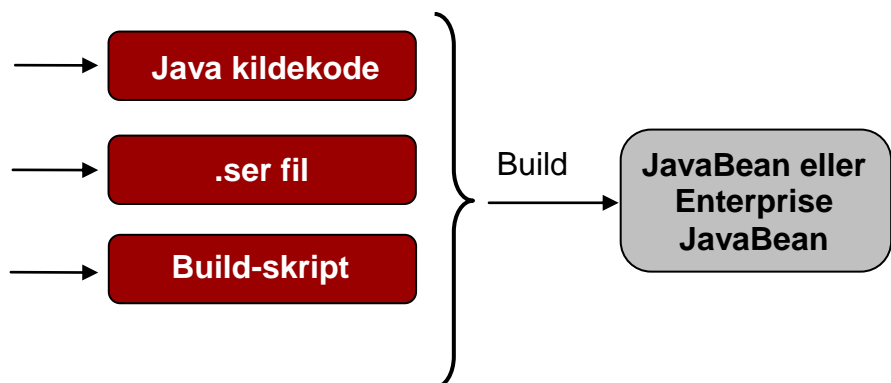 Java kildekode
.ser fil
Build-skript
Build
JavaBean eller
Enterprise
JavaBean